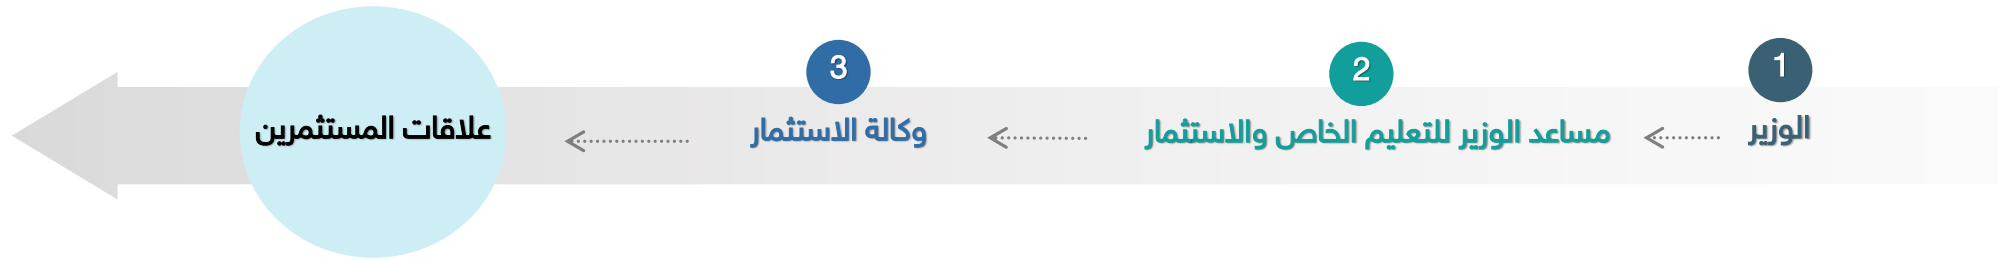 1
الوزير
2
مساعد الوزير للتعليم الخاص والاستثمار
3
وكالة الاستثمار
علاقات المستثمرين